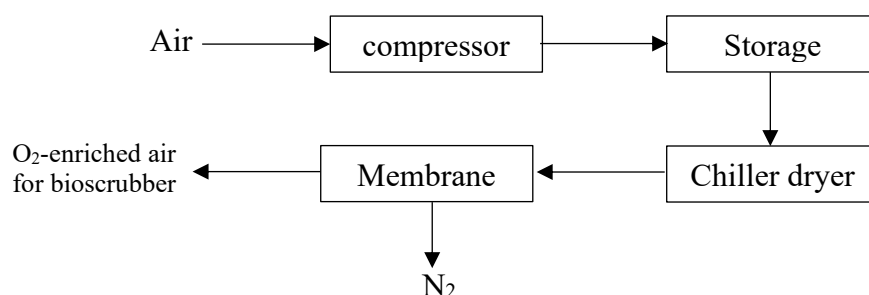 Air
compressor
Storage
O₂-enriched air
for bioscrubber
Membrane
Chiller dryer
N₂